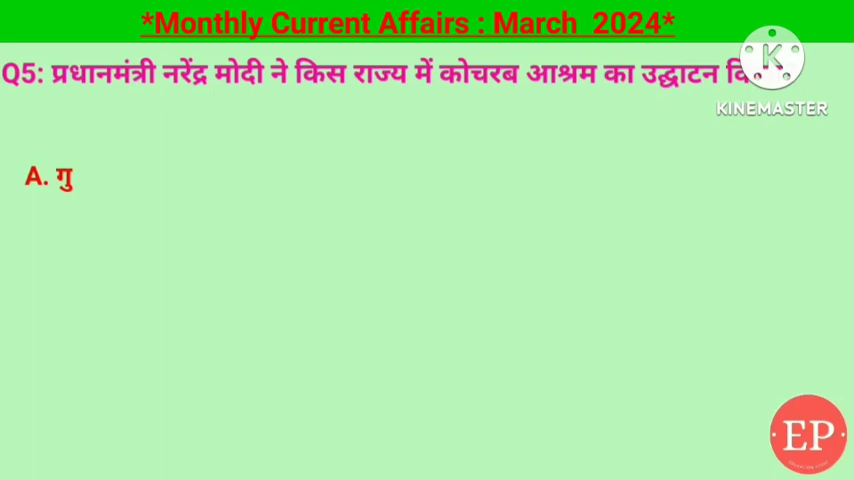 *Monthly Current Affairs : March 2024*
Q5: प्रधानमंत्री नरेंद्र मोदी ने किस राज्य में कोचरब आश्रम का उद्घाटन
KINEMASTER
A. गु
EP